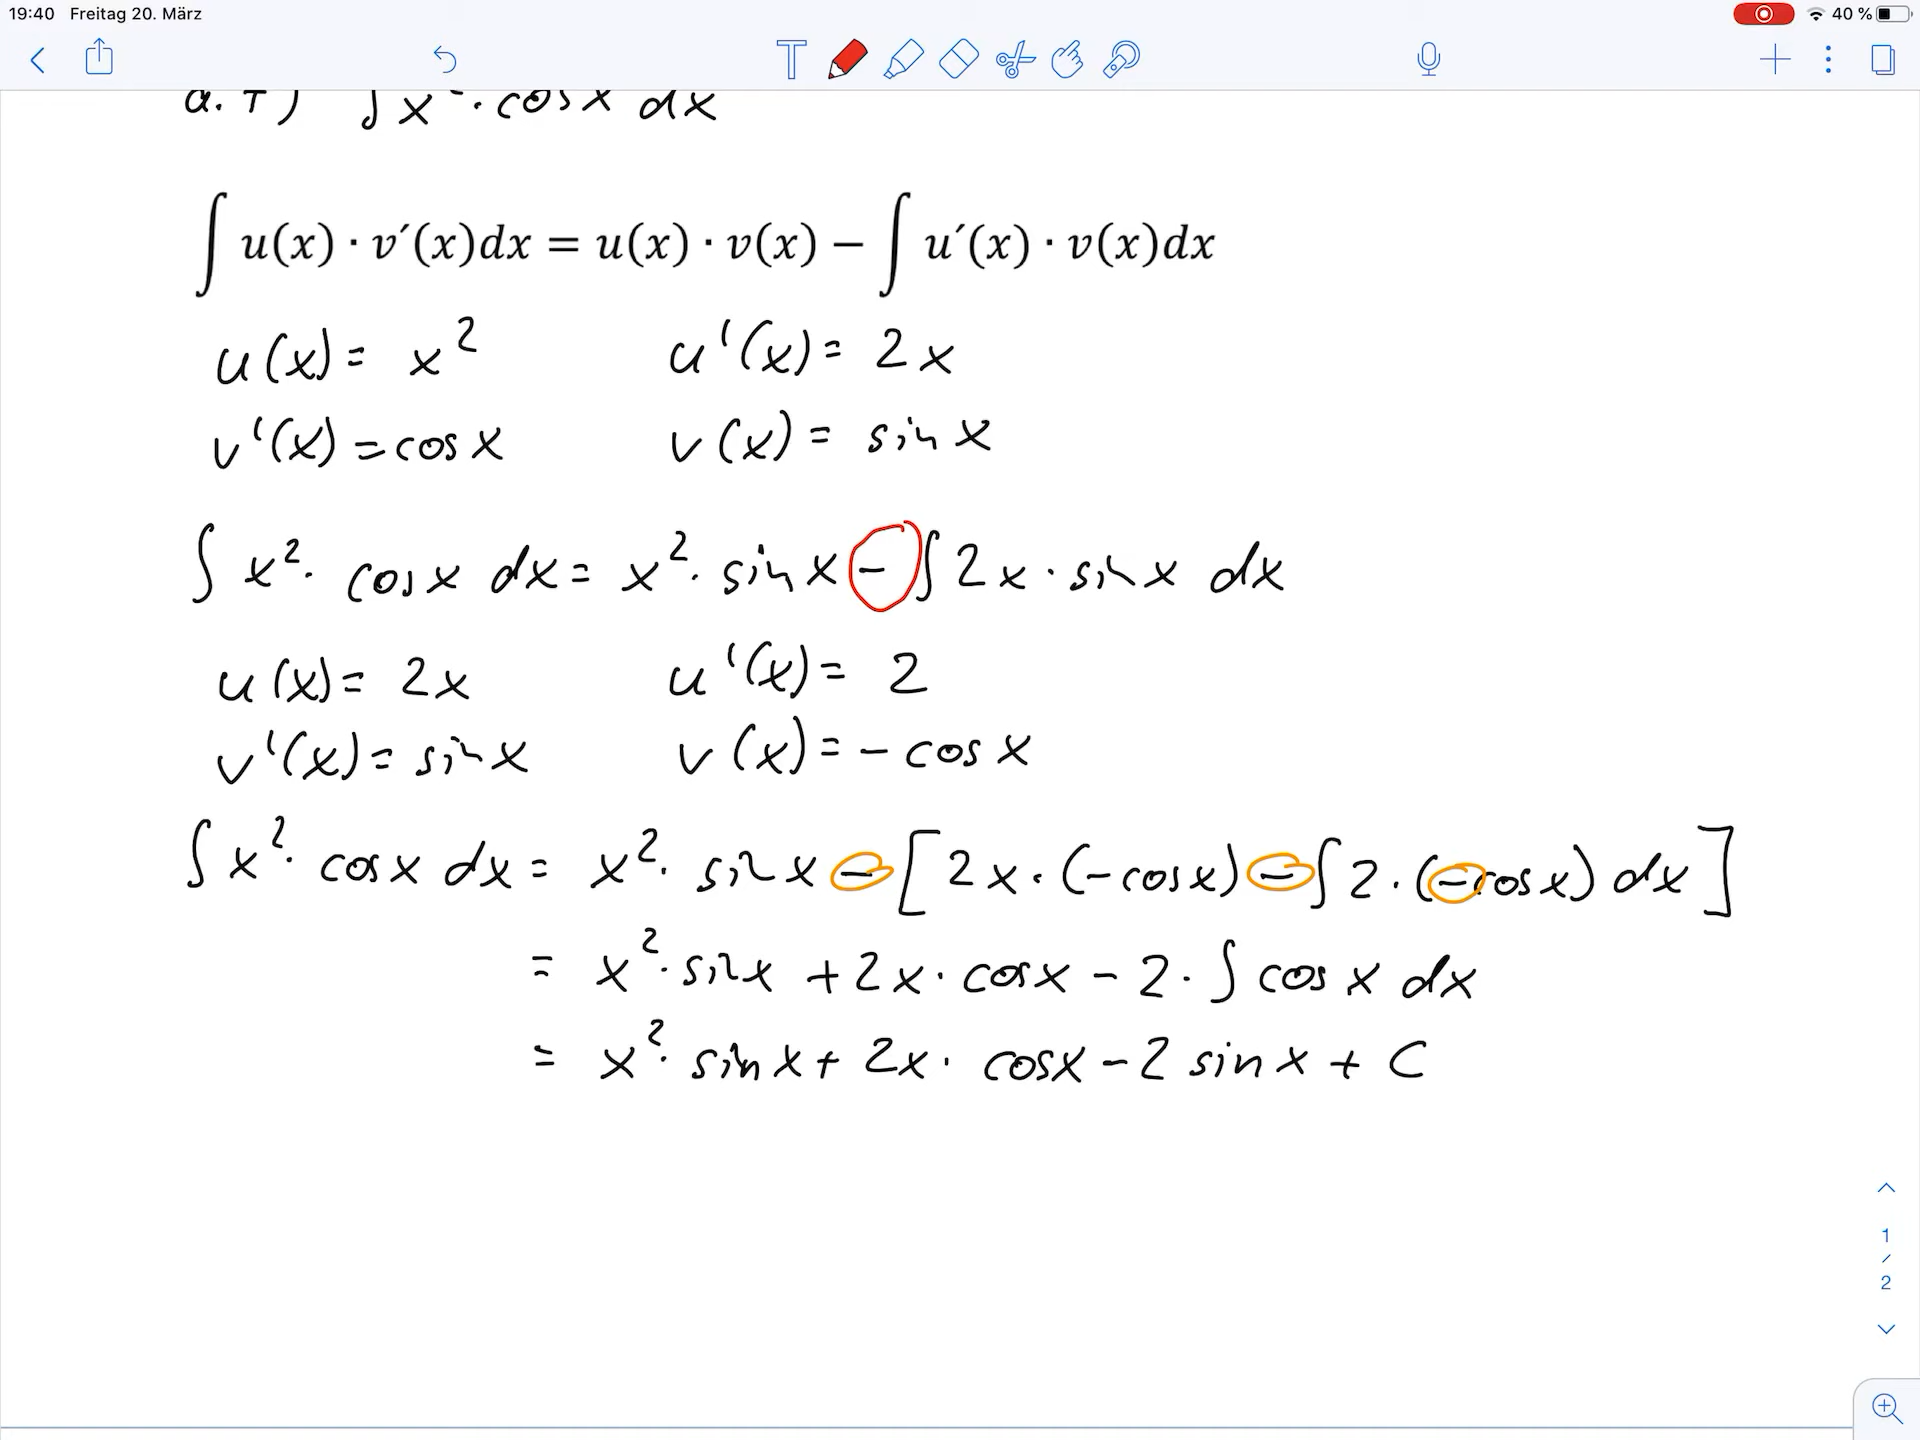 19:40 Freitag 20. März 40 %
T
∫ x² · cos x dx
∫ u(x) · v´(x)dx = u(x) · v(x) − ∫ u´(x) · v(x)dx
u(x) = x² u'(x) = 2x
v'(x) = cos x v(x) = sin x
∫ x² · cos x dx = x² · sin x − ∫ 2x · sin x dx
u(x) = 2x u'(x) = 2
v'(x) = sin x v(x) = − cos x
∫ x² · cos x dx = x² · sin x − [2x · (−cos x) − ∫ 2 · (−cos x) dx]
= x² · sin x + 2x · cos x − 2 · ∫ cos x dx
= x² · sin x + 2x · cos x − 2 sin x + C
1
/
2